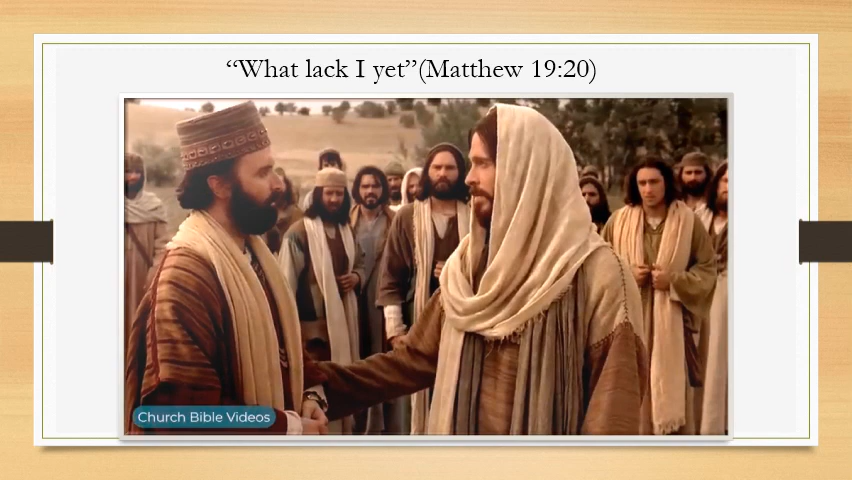 “What lack I yet”(Matthew 19:20)
Church Bible Videos